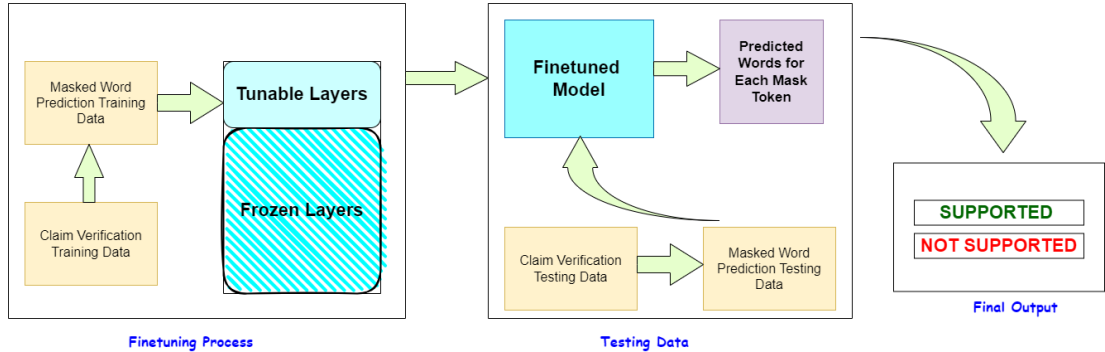 Masked Word
Prediction Training
Data
Claim Verification
Training Data
Tunable Layers
Frozen Layers
Finetuning Process
Finetuned
Model
Predicted
Words for
Each Mask
Token
Claim Verification
Testing Data
Masked Word
Prediction Testing
Data
Testing Data
SUPPORTED
NOT SUPPORTED
Final Output